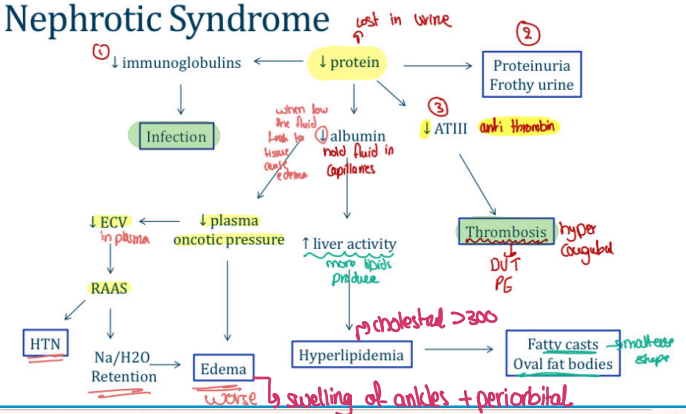 Nephrotic Syndrome
lost in urine
① ↓ immunoglobulins
↓ protein
②
Proteinuria
Frothy urine
Infection
when low
the fluid
leak to
tissue
cause
edema
↓ albumin
hold fluid in
capillaries
③
↓ ATIII anti thrombin
↓ ECV
in plasma
↓ plasma
oncotic pressure
↑ liver activity
more lipids
produce
Thrombosis
hyper
DVT
PE
RAAS
HTN
Na/H2O
Retention
Edema
worse
swelling of ankles + periorbital
>300
Hyperlipidemia
Fatty casts
Oval fat bodies
shape